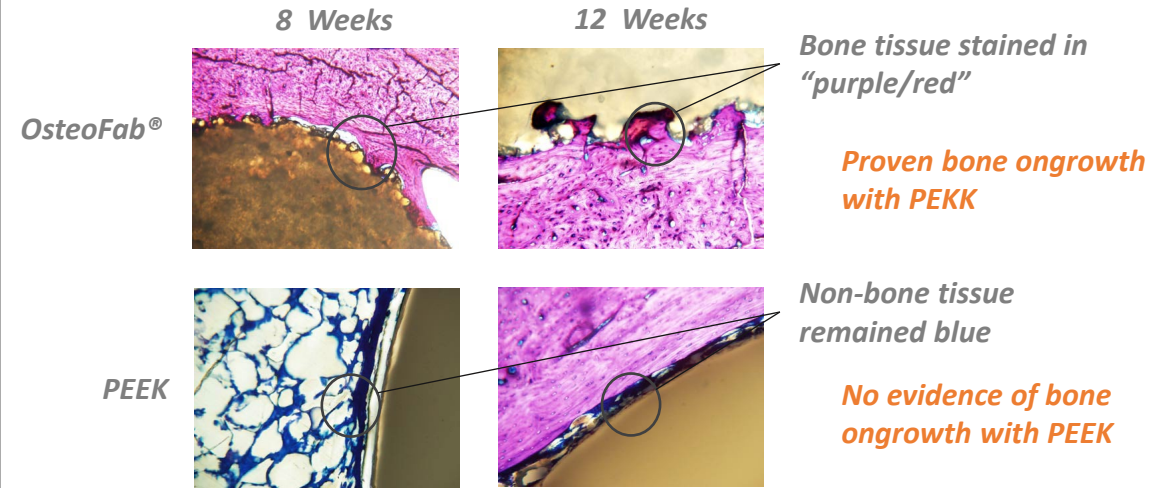 8 Weeks
12 Weeks
OsteoFab®
Bone tissue stained in
“purple/red”
Proven bone ongrowth
with PEKK
PEEK
Non-bone tissue
remained blue
No evidence of bone
ongrowth with PEEK